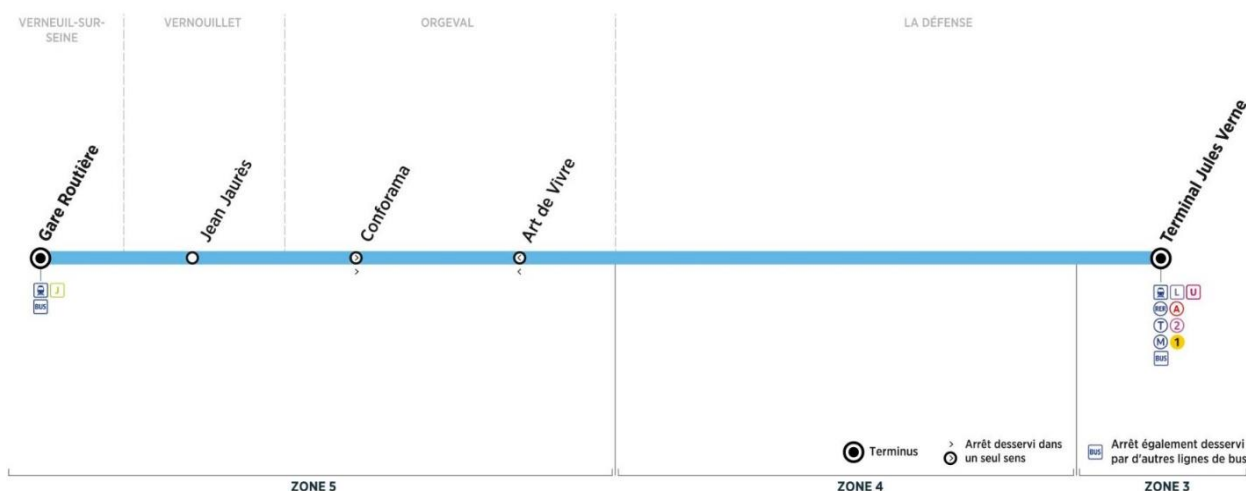 VERNEUIL-SUR-
SEINE
VERNOUILLET
ORGEVAL
LA DÉFENSE
Gare Routière
Jean Jaurès
Conforama
Art de Vivre
Terminal Jules Verne
>
<
J
BUS
L U
RER A
T 2
M 1
BUS
Terminus
> Arrêt desservi dans
un seul sens
BUS Arrêt également desservi
par d'autres lignes de bus
ZONE 5
ZONE 4
ZONE 3